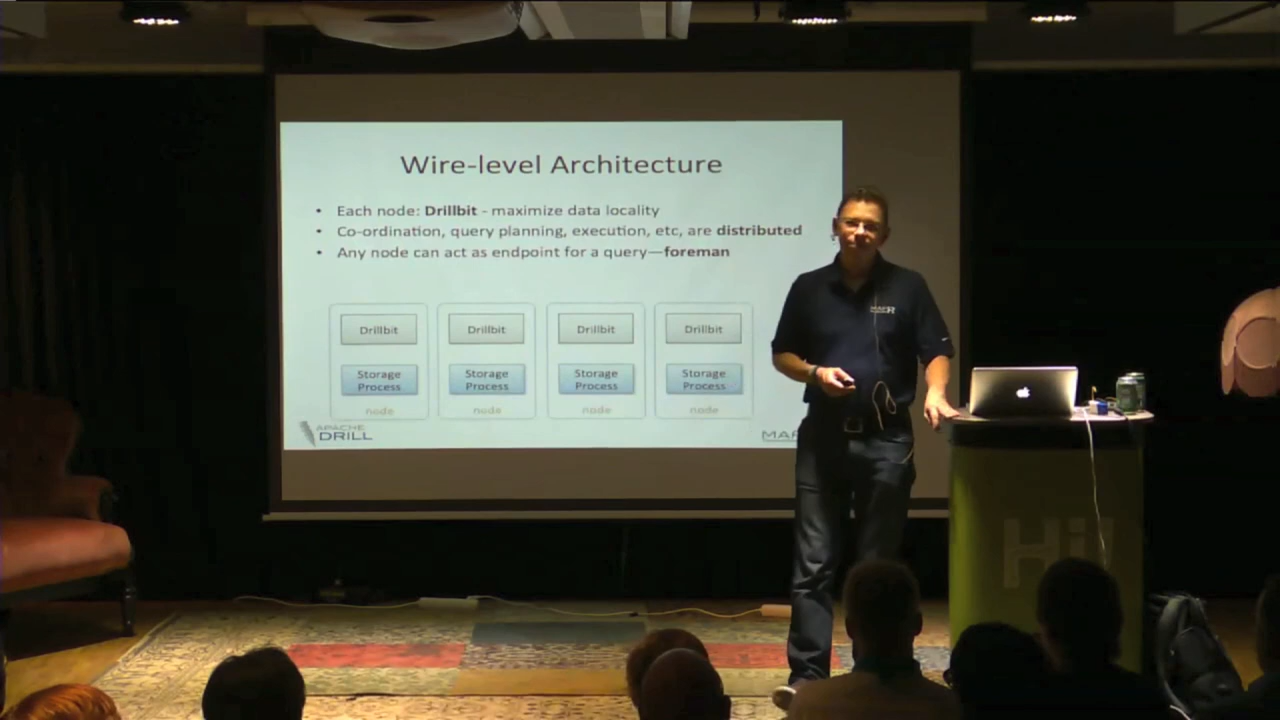 Wire-level Architecture
• Each node: Drillbit - maximize data locality
• Co-ordination, query planning, execution, etc, are distributed
• Any node can act as endpoint for a query—foreman
Drillbit Drillbit Drillbit Drillbit
Storage Process Storage Process Storage Process Storage Process
node node node node
APACHE
DRILL
MAP
Hi!